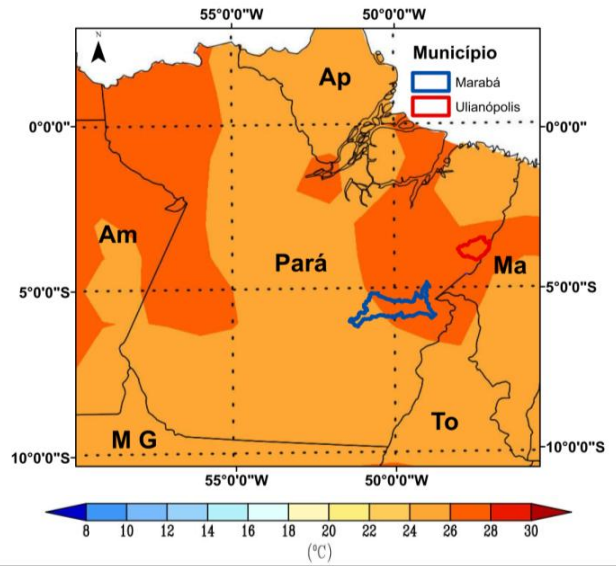 55°0'0"W 50°0'0"W
N
Município
Marabá
Ulianópolis
Ap
0°0'0" 0°0'0"
Am
Pará
Ma
5°0'0"S 5°0'0"S
M G
To
10°0'0"S 10°0'0"S
55°0'0"W 50°0'0"W
8 10 12 14 16 18 20 22 24 26 28 30
(°C)